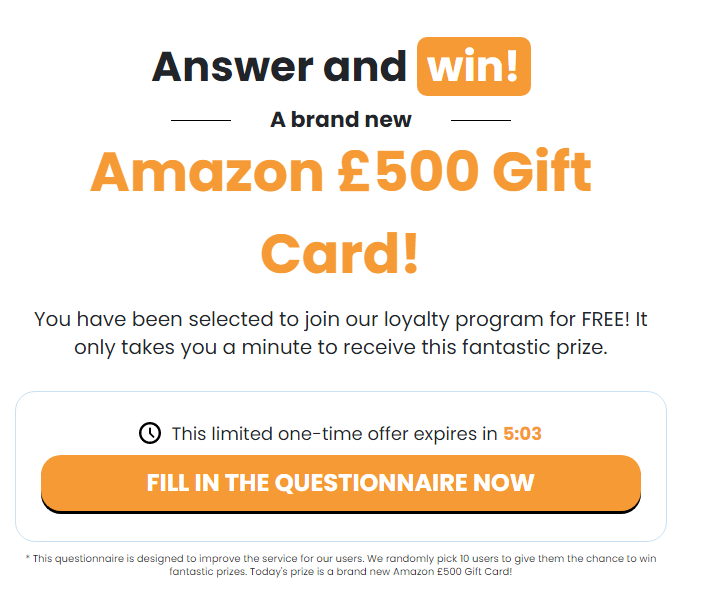 Answer and win!
A brand new
Amazon £500 Gift
Card!
You have been selected to join our loyalty program for FREE! It
only takes you a minute to receive this fantastic prize.
This limited one-time offer expires in 5:03
FILL IN THE QUESTIONNAIRE NOW
* This questionnaire is designed to improve the service for our users. We randomly pick 10 users to give them the chance to win
fantastic prizes. Today's prize is a brand new Amazon £500 Gift Card!